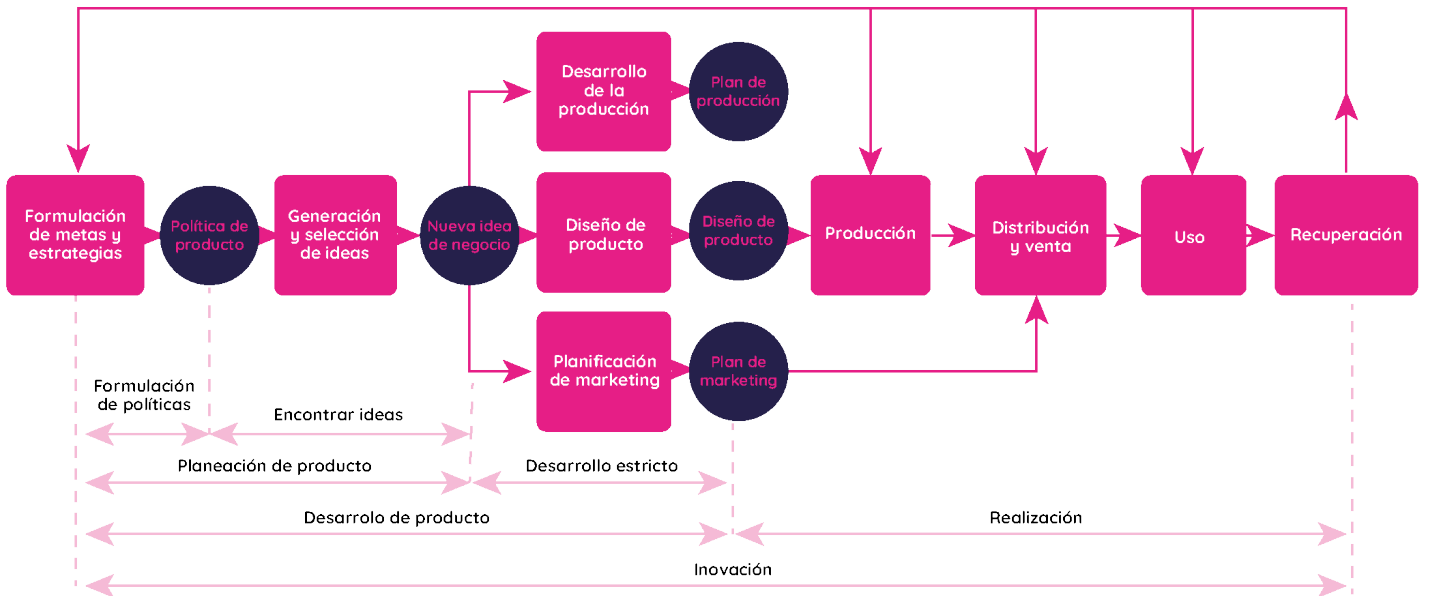 Desarrollo
de la
producción
Plan de
producción
Formulación
de metas y
estrategias
Política de
producto
Generación
y selección
de ideas
Nueva idea
de negocio
Diseño de
producto
Diseño de
producto
Producción
Distribución
y venta
Uso
Recuperación
Planificación
de marketing
Plan de
marketing
Formulación
de políticas
Encontrar ideas
Planeación de producto
Desarrollo estricto
Desarrolo de producto
Realización
Inovación